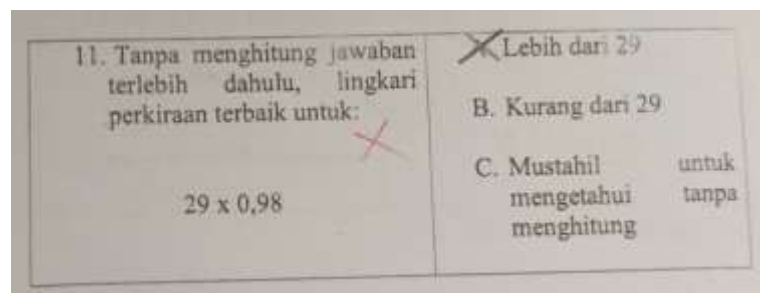 11. Tanpa menghitung jawaban
terlebih dahulu, lingkari
perkiraan terbaik untuk:
29 x 0,98
Lebih dari 29
B. Kurang dari 29
C. Mustahil untuk
mengetahui tanpa
menghitung